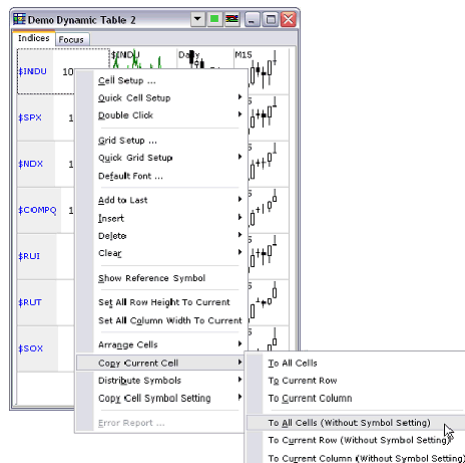 Demo Dynamic Table 2
Indices Focus
$INDU Daily M15
$INDU 10
$SPX 1
$NDX 1
$COMPQ 1
$RUI
$RUT
$SOX
Cell Setup ...
Quick Cell Setup
Double Click
Grid Setup ...
Quick Grid Setup
Default Font ...
Add to Last
Insert
Delete
Clear
Show Reference Symbol
Set All Row Height To Current
Set All Column Width To Current
Arrange Cells
Copy Current Cell
Distribute Symbols
Copy Cell Symbol Setting
Error Report ...
To All Cells
To Current Row
To Current Column
To All Cells (Without Symbol Setting)
To Current Row (Without Symbol Setting)
To Current Column (Without Symbol Setting)